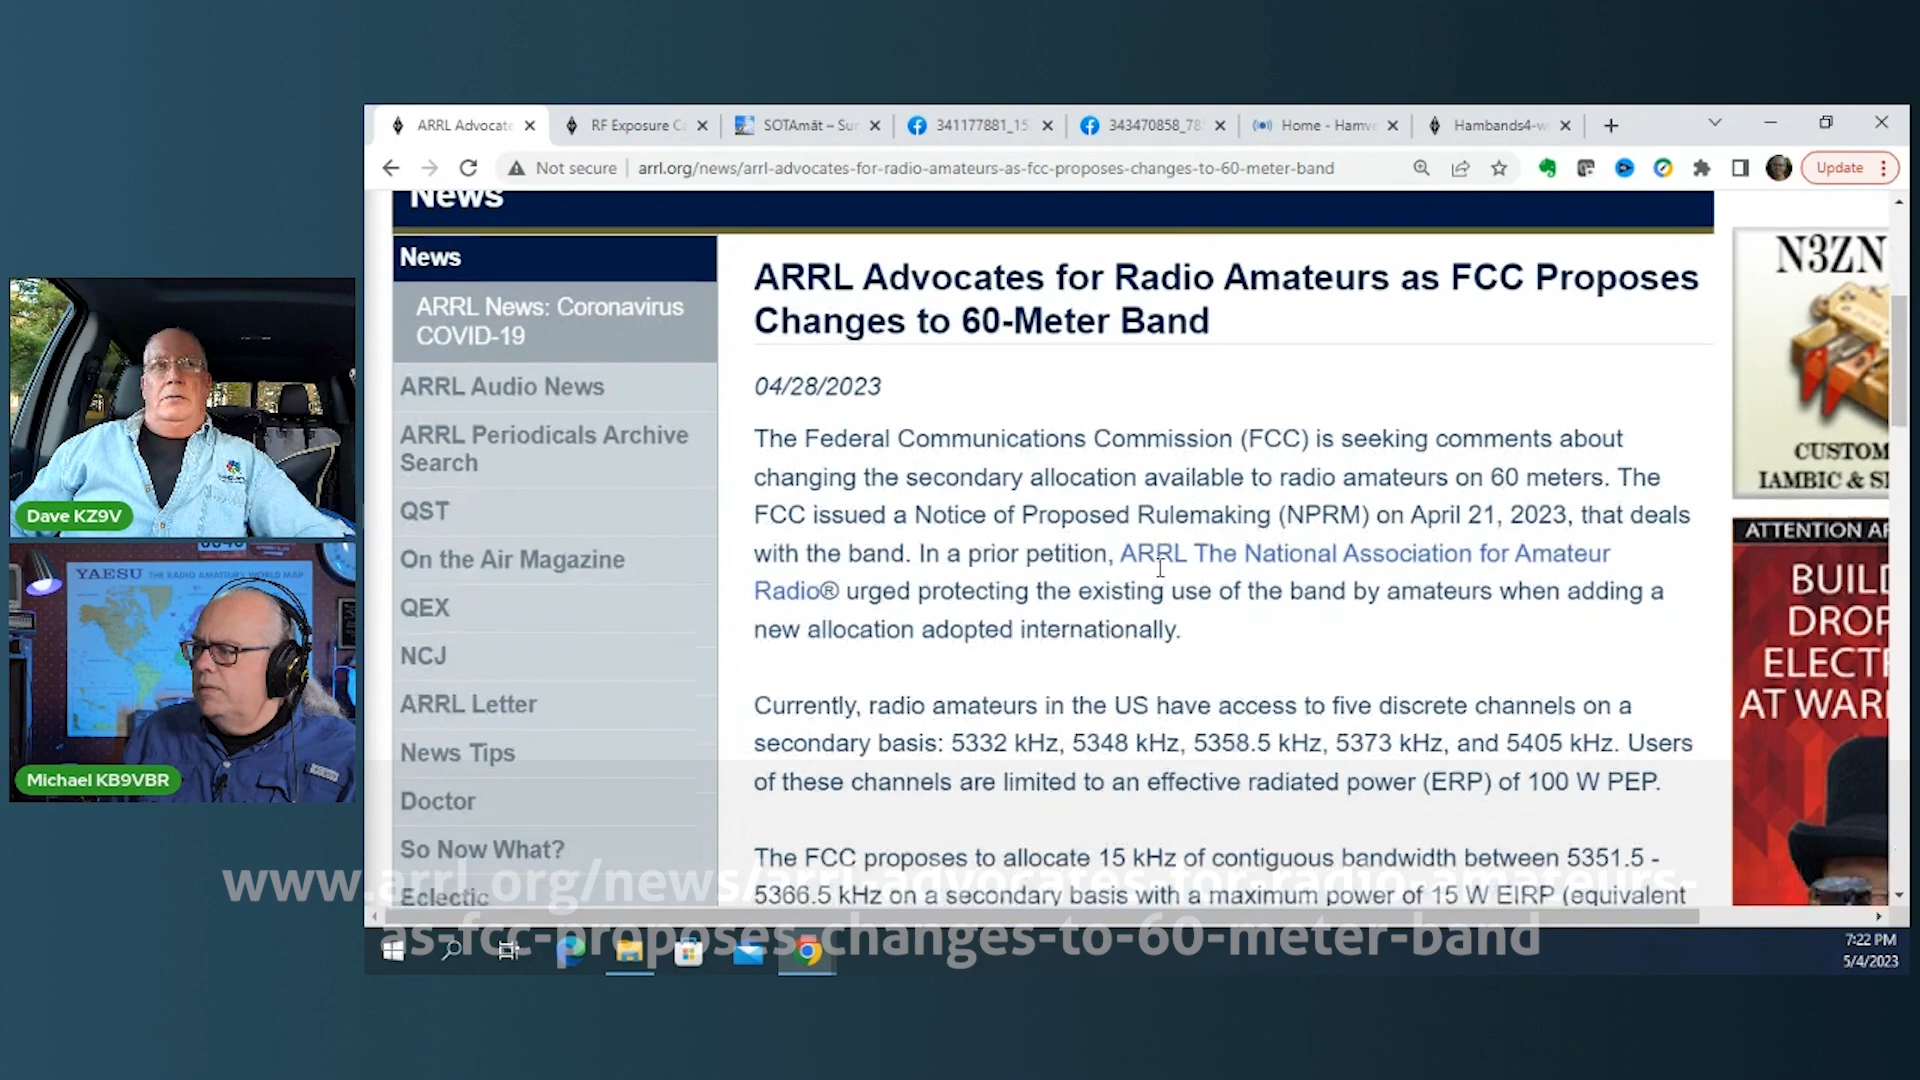 ARRL Advocate
RF Exposure Ca
SOTAmāt – Sur
341177881_15
343470858_78
Home - Hamve
Hambands4-w
Not secure
arrl.org/news/arrl-advocates-for-radio-amateurs-as-fcc-proposes-changes-to-60-meter-band
Update
News
News
ARRL News: Coronavirus
COVID-19
ARRL Audio News
ARRL Periodicals Archive
Search
QST
On the Air Magazine
QEX
NCJ
ARRL Letter
News Tips
Doctor
So Now What?
Eclectic
ARRL Advocates for Radio Amateurs as FCC Proposes
Changes to 60-Meter Band
04/28/2023
The Federal Communications Commission (FCC) is seeking comments about
changing the secondary allocation available to radio amateurs on 60 meters. The
FCC issued a Notice of Proposed Rulemaking (NPRM) on April 21, 2023, that deals
with the band. In a prior petition, ARRL The National Association for Amateur
Radio® urged protecting the existing use of the band by amateurs when adding a
new allocation adopted internationally.
Currently, radio amateurs in the US have access to five discrete channels on a
secondary basis: 5332 kHz, 5348 kHz, 5358.5 kHz, 5373 kHz, and 5405 kHz. Users
of these channels are limited to an effective radiated power (ERP) of 100 W PEP.
The FCC proposes to allocate 15 kHz of contiguous bandwidth between 5351.5 -
5366.5 kHz on a secondary basis with a maximum power of 15 W EIRP (equivalent
N3ZN
CUSTOM
IAMBIC & SI
ATTENTION AR
BUILD
DROP
ELECTR
AT WAR
Dave KZ9V
YAESU THE RADIO AMATEUR'S WORLD MAP
Michael KB9VBR
www.arrl.org/news/arrl-advocates-for-radio-amateurs-
as-fcc-proposes-changes-to-60-meter-band
7:22 PM
5/4/2023